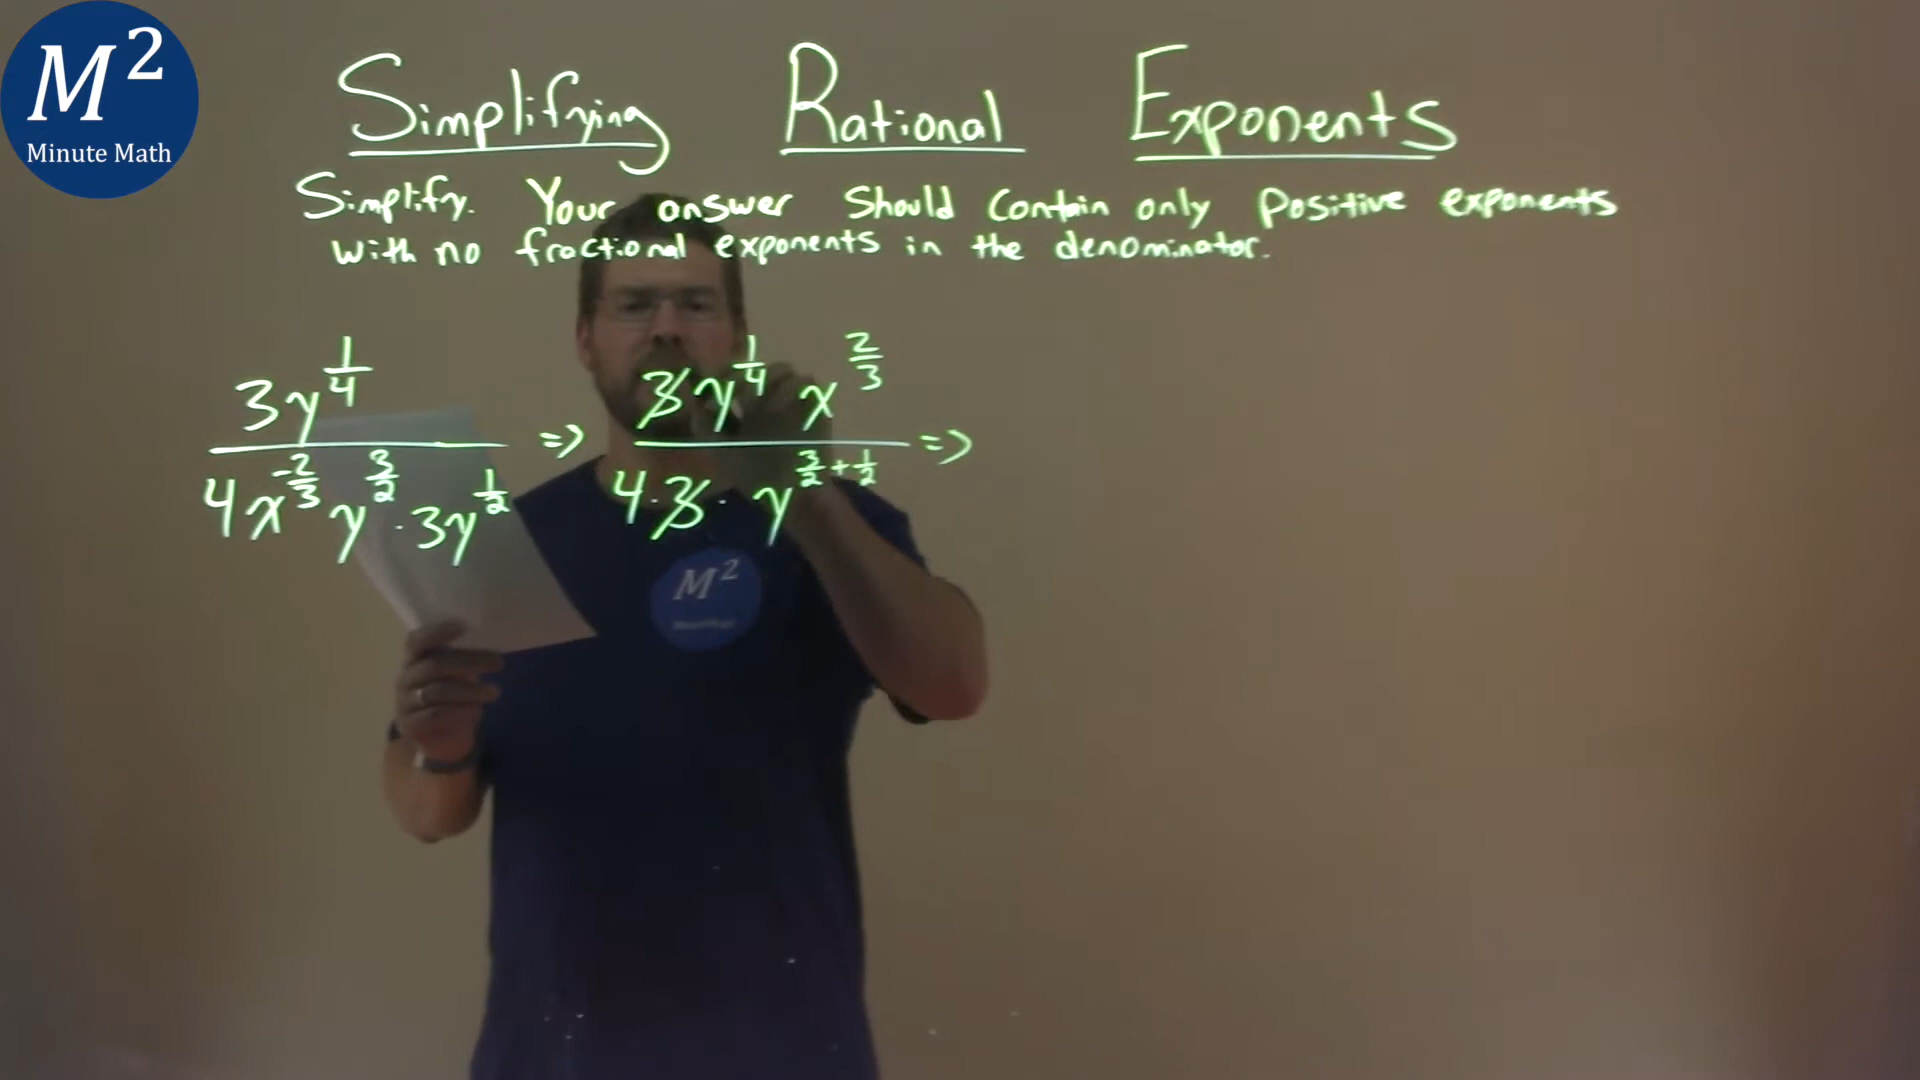 M²
Minute Math
Simplifying Rational Exponents
Simplify. Your answer should contain only positive exponents
with no fractional exponents in the denominator.
3y^(1/4) / (4x^(-2/3) y^(3/2) · 3y^(1/2)) => 3y^(1/4) x^(2/3) / (4 · 3 · y^(3/2 + 1/2)) =>
M²